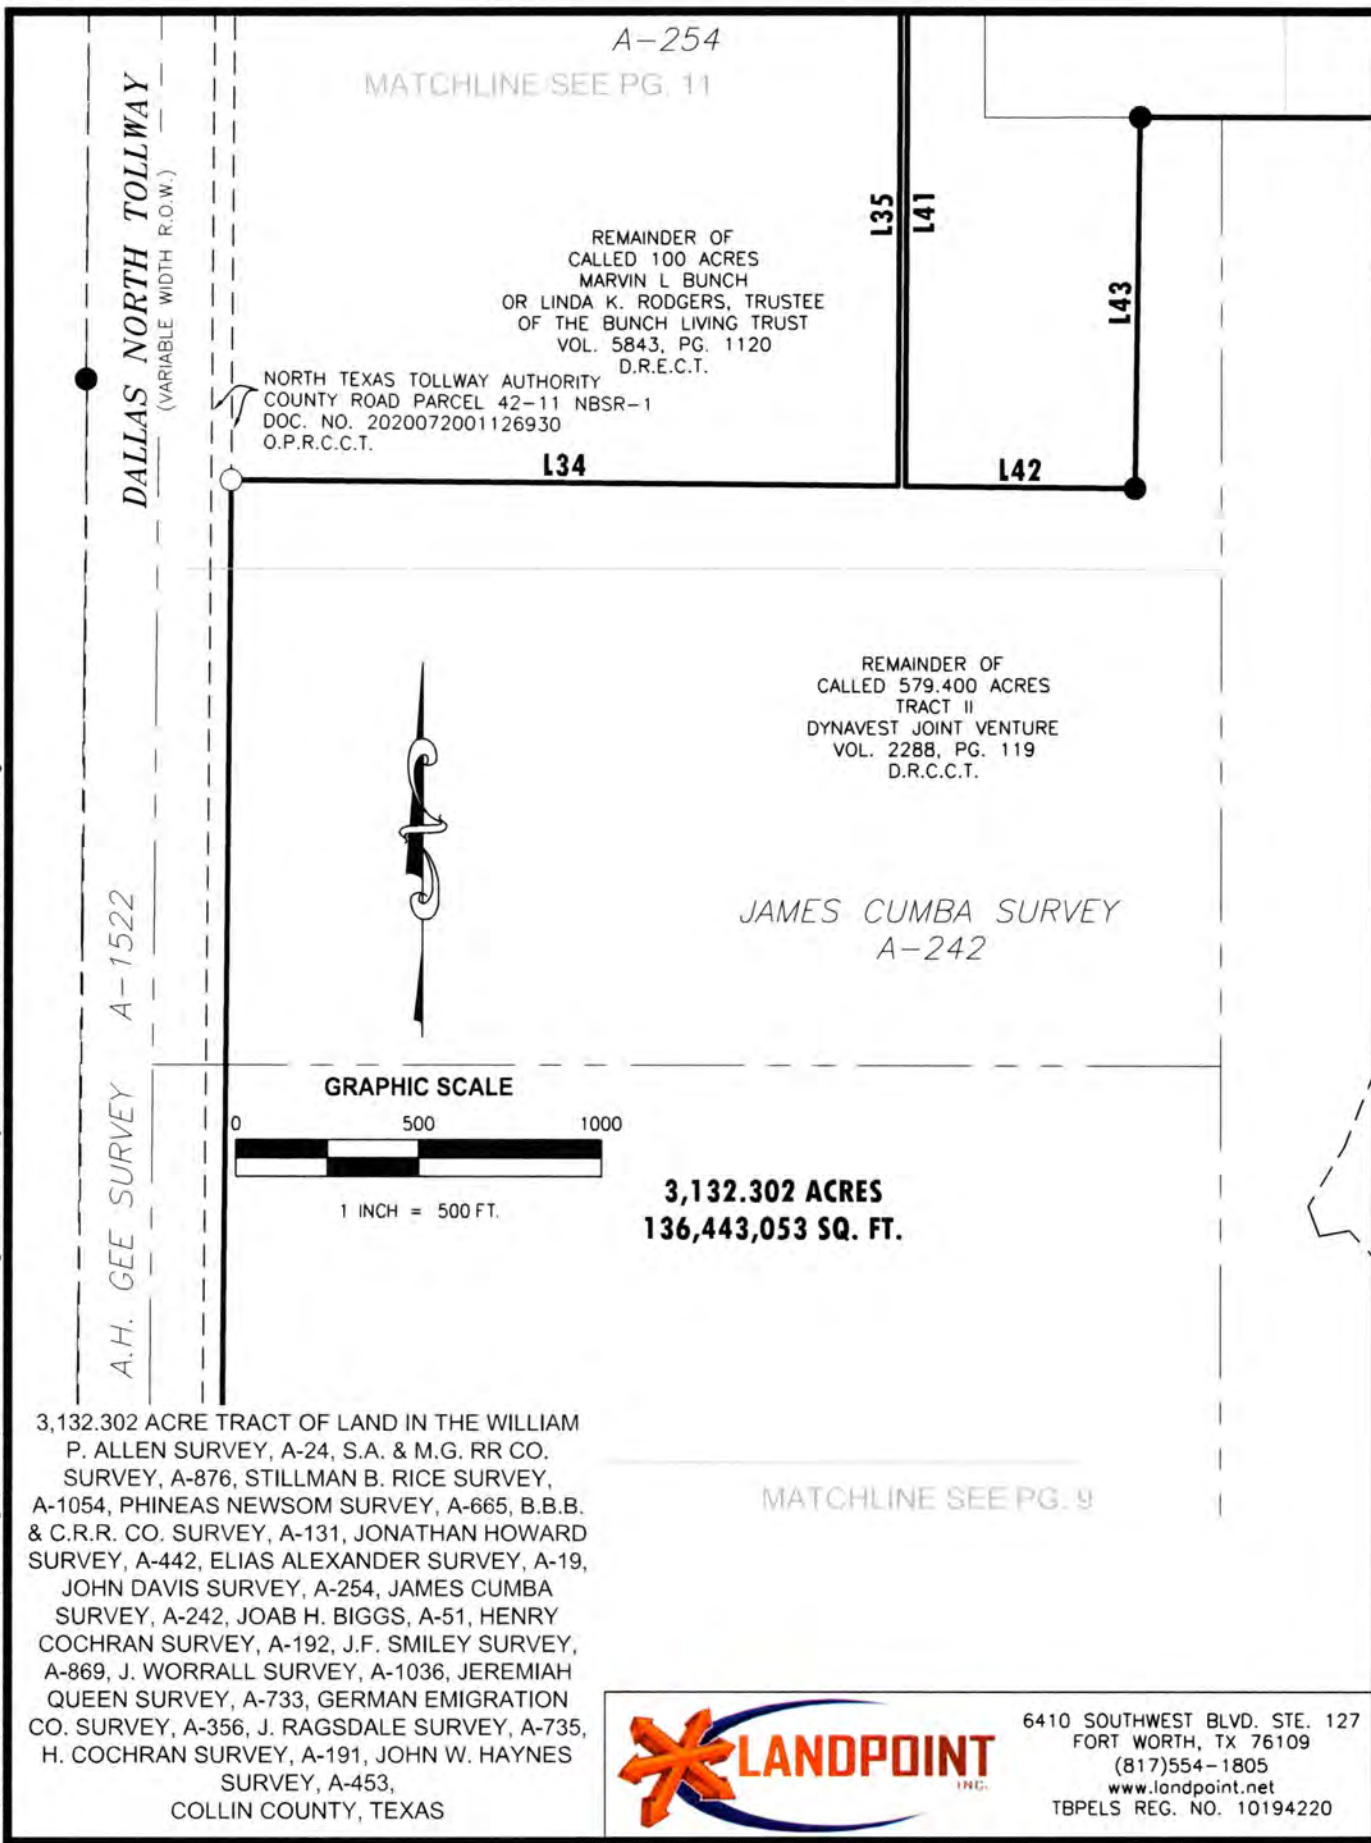 A-254
MATCHLINE SEE PG. 11
DALLAS NORTH TOLLWAY
(VARIABLE WIDTH R.O.W.)
L35
L41
L43
REMAINDER OF
CALLED 100 ACRES
MARVIN L BUNCH
OR LINDA K. RODGERS, TRUSTEE
OF THE BUNCH LIVING TRUST
VOL. 5843, PG. 1120
D.R.E.C.T.
NORTH TEXAS TOLLWAY AUTHORITY
COUNTY ROAD PARCEL 42-11 NBSR-1
DOC. NO. 20200720011269​30
O.P.R.C.C.T.
L34
L42
REMAINDER OF
CALLED 579.400 ACRES
TRACT II
DYNAVEST JOINT VENTURE
VOL. 2288, PG. 119
D.R.C.C.T.
JAMES CUMBA SURVEY
A-242
A.H. GEE SURVEY A-1522
GRAPHIC SCALE
0 500 1000
1 INCH = 500 FT.
3,132.302 ACRES
136,443,053 SQ. FT.
3,132.302 ACRE TRACT OF LAND IN THE WILLIAM
P. ALLEN SURVEY, A-24, S.A. & M.G. RR CO.
SURVEY, A-876, STILLMAN B. RICE SURVEY,
A-1054, PHINEAS NEWSOM SURVEY, A-665, B.B.B.
& C.R.R. CO. SURVEY, A-131, JONATHAN HOWARD
SURVEY, A-442, ELIAS ALEXANDER SURVEY, A-19,
JOHN DAVIS SURVEY, A-254, JAMES CUMBA
SURVEY, A-242, JOAB H. BIGGS, A-51, HENRY
COCHRAN SURVEY, A-192, J.F. SMILEY SURVEY,
A-869, J. WORRALL SURVEY, A-1036, JEREMIAH
QUEEN SURVEY, A-733, GERMAN EMIGRATION
CO. SURVEY, A-356, J. RAGSDALE SURVEY, A-735,
H. COCHRAN SURVEY, A-191, JOHN W. HAYNES
SURVEY, A-453,
COLLIN COUNTY, TEXAS
MATCHLINE SEE PG. 9
LANDPOINT
INC.
6410 SOUTHWEST BLVD. STE. 127
FORT WORTH, TX 76109
(817)554-1805
www.landpoint.net
TBPELS REG. NO. 10194220